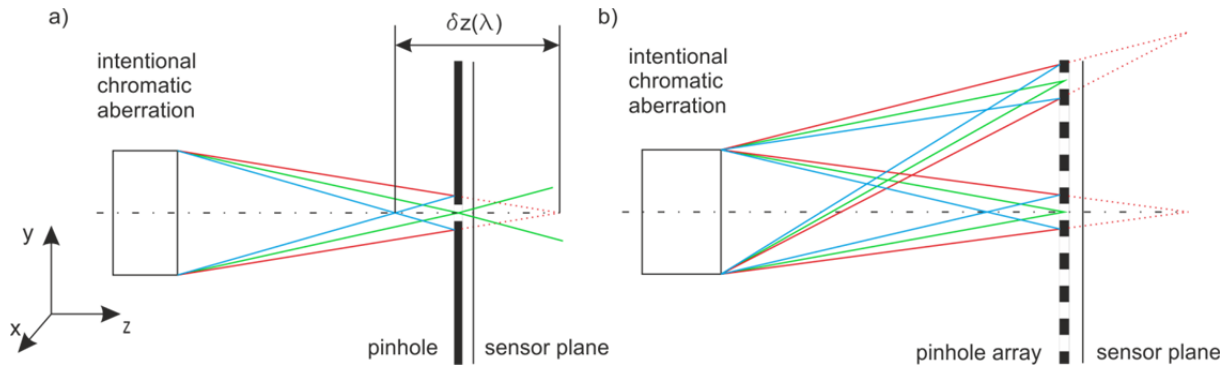 a)
δz(λ)
intentional
chromatic
aberration
y
x
z
pinhole
sensor plane
b)
intentional
chromatic
aberration
pinhole array
sensor plane